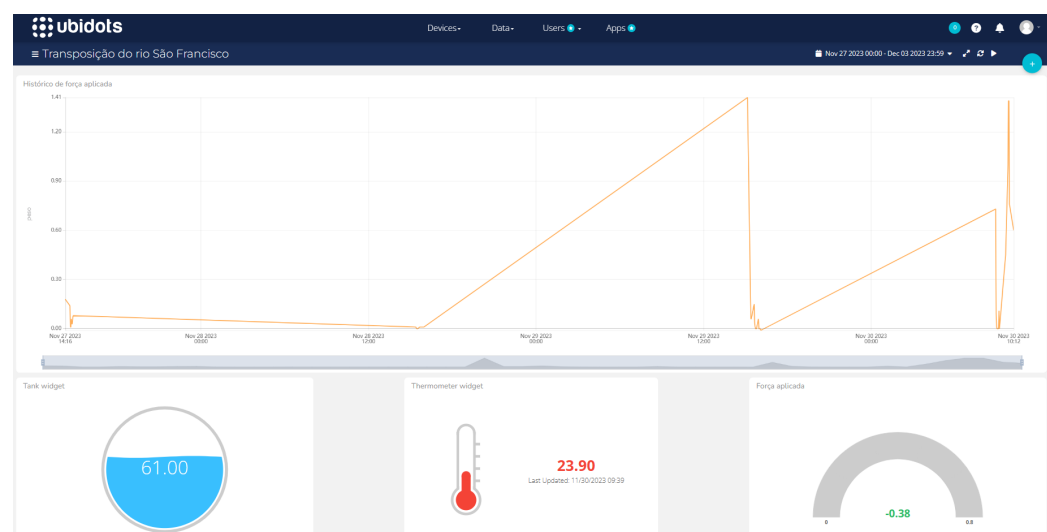 ubidots
Devices Data Users Apps
0 ?
Transposição do rio São Francisco
Nov 27 2023 00:00 - Dec 03 2023 23:59
+
Histórico de força aplicada
1.41
1.20
0.90
0.60
0.30
0.00
Nov 27 2023 Nov 28 2023 Nov 28 2023 Nov 29 2023 Nov 29 2023 Nov 30 2023 Nov 30 2023
14:16 00:00 12:00 00:00 12:00 00:00 10:12
Tank widget
61.00
Thermometer widget
23.90
Last Updated: 11/30/2023 09:39
Força aplicada
-0.38
0 0.8